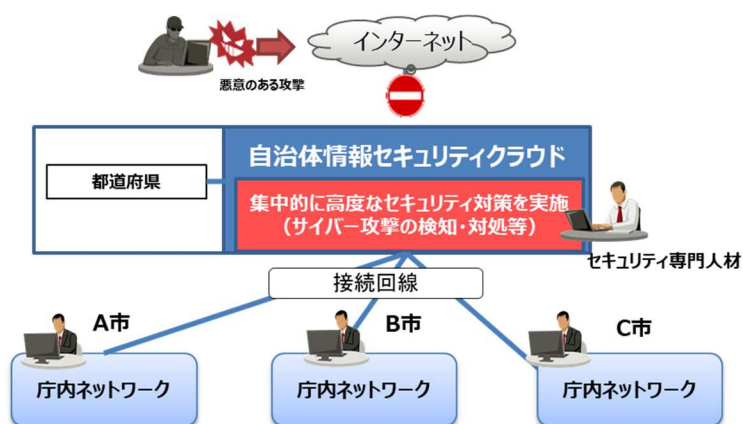 インターネット
悪意のある攻撃
自治体情報セキュリティクラウド
都道府県
集中的に高度なセキュリティ対策を実施
（サイバー攻撃の検知・対処等）
セキュリティ専門人材
接続回線
A市
B市
C市
庁内ネットワーク
庁内ネットワーク
庁内ネットワーク